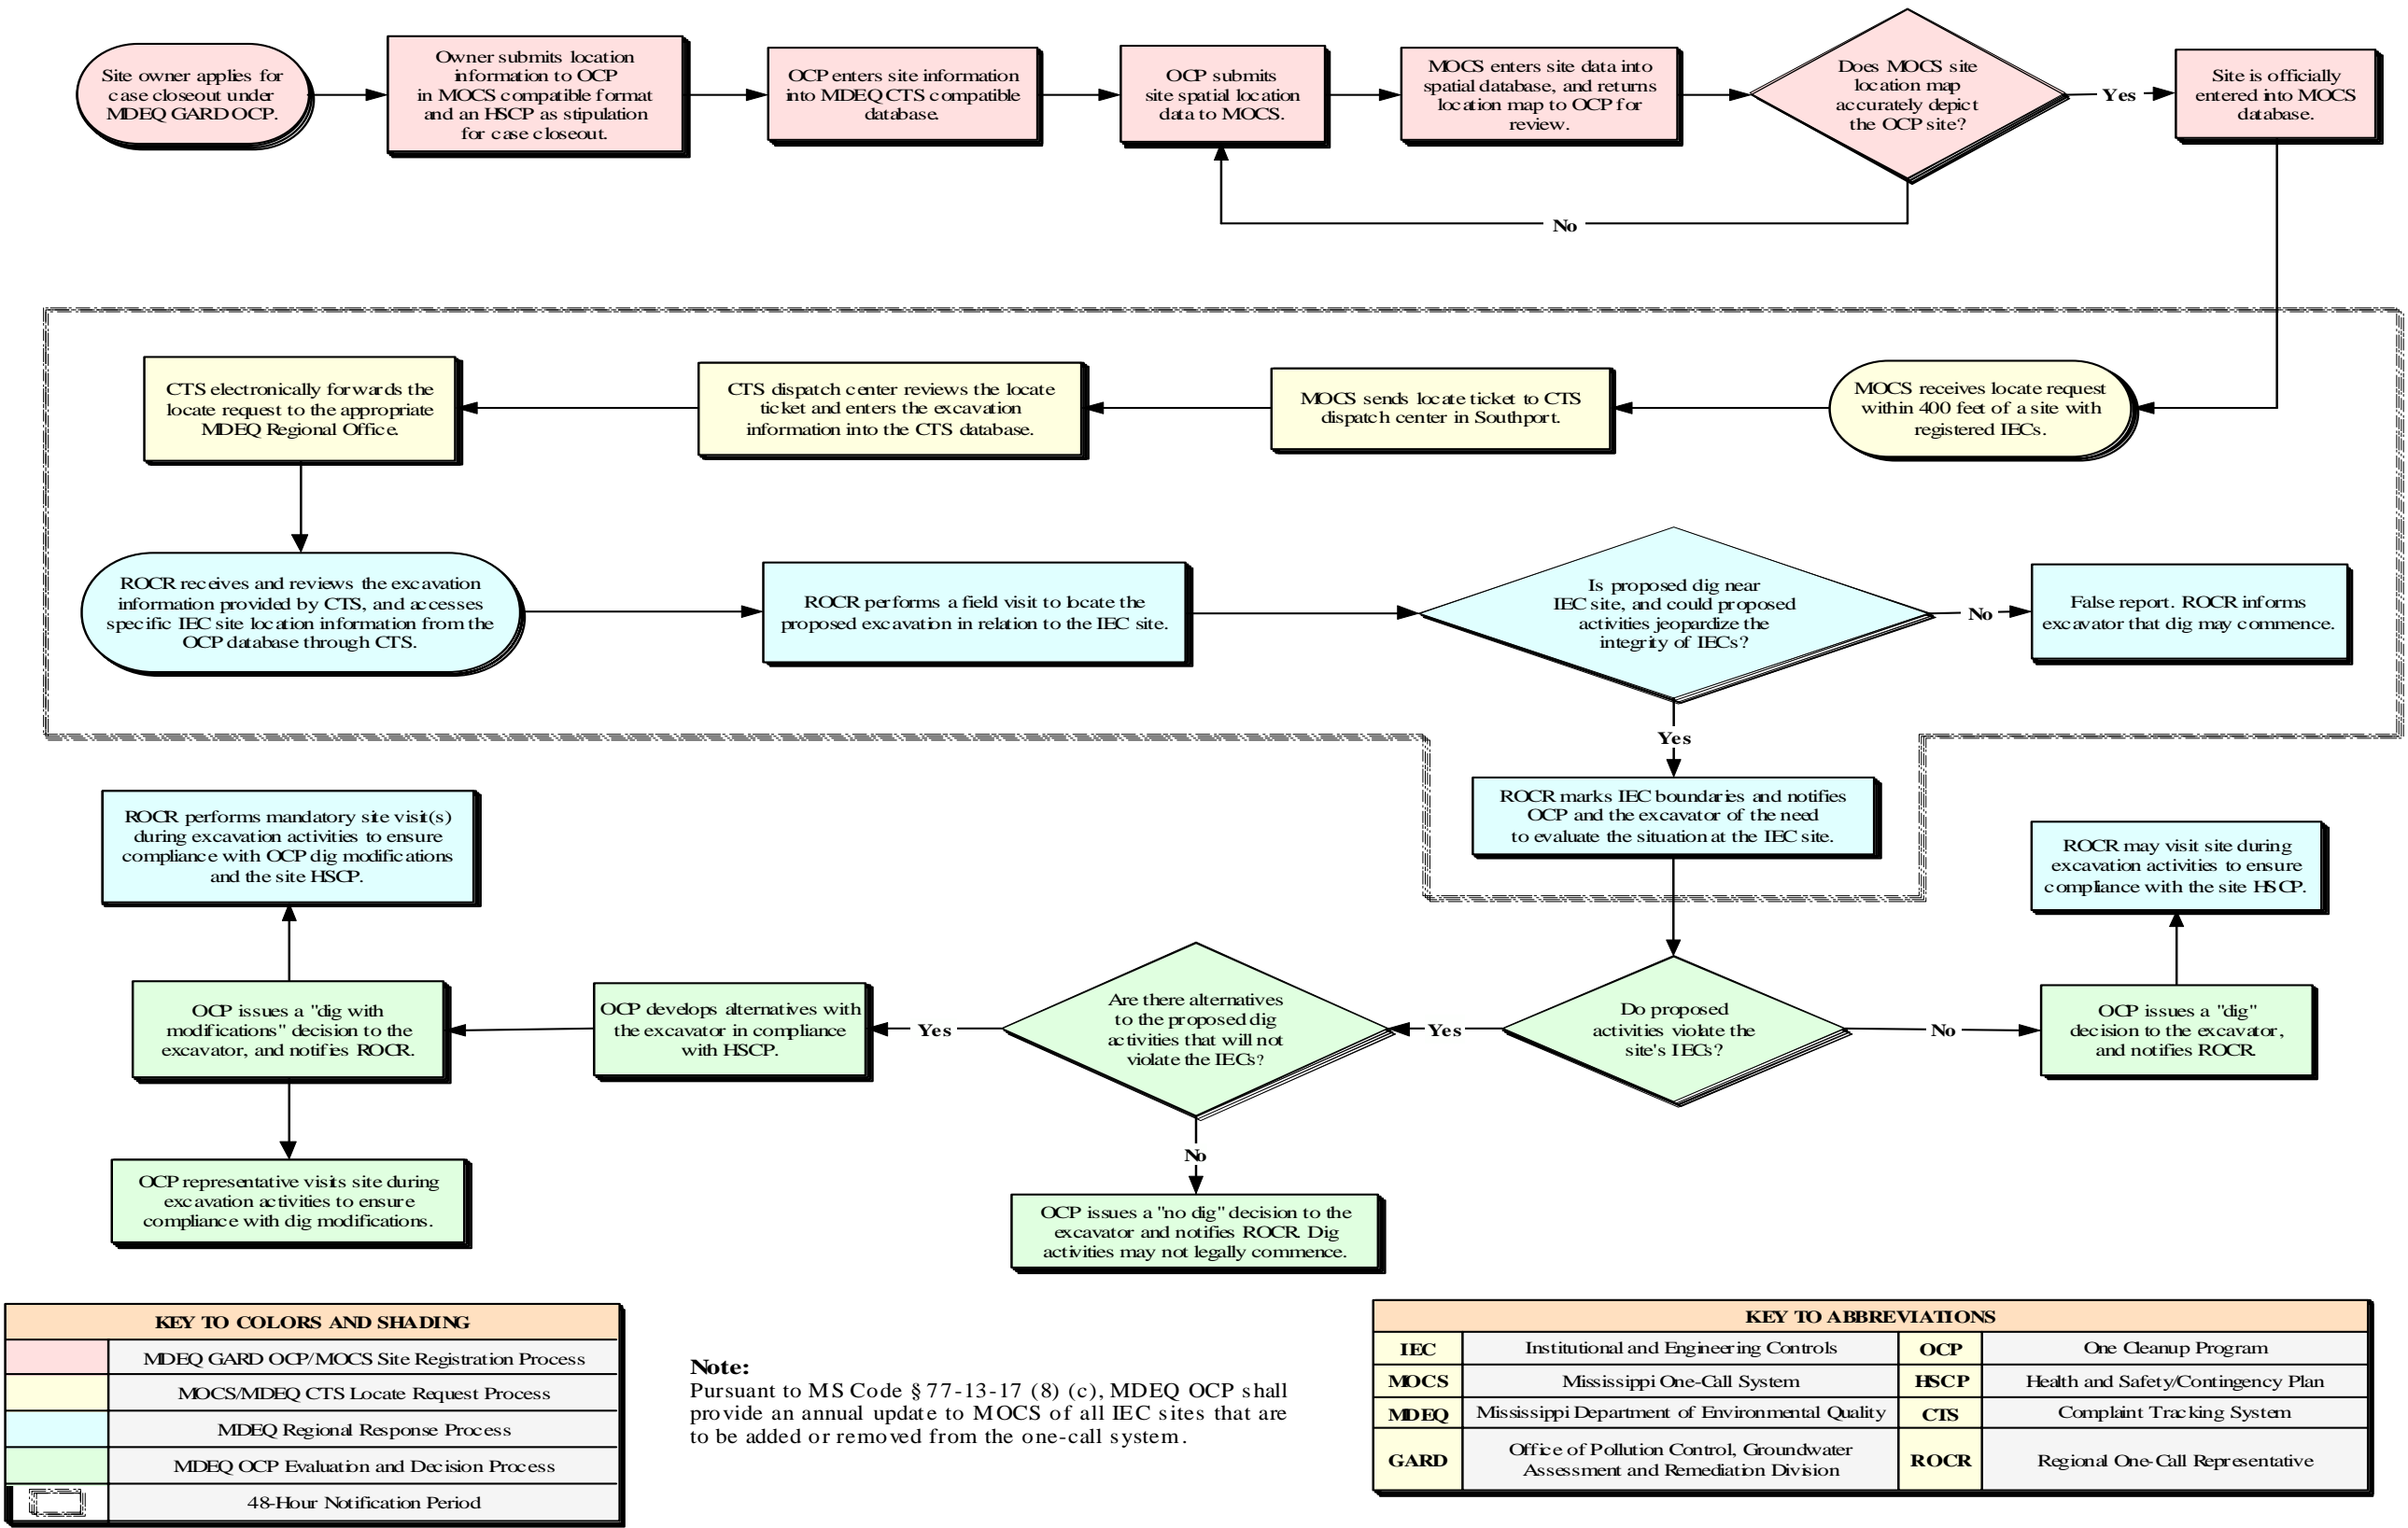 Site owner applies for
case closeout under
MDEQ GARD OCP.
Owner submits location
information to OCP
in MOCS compatible format
and an HSCP as stipulation
for case closeout.
OCP enters site information
into MDEQ CTS compatible
database.
OCP submits
site spatial location
data to MOCS.
MOCS enters site data into
spatial database, and returns
location map to OCP for
review.
Does MOCS site
location map
accurately depict
the OCP site?
Yes
Site is officially
entered into MOCS
database.
No
CTS electronically forwards the
locate request to the appropriate
MDEQ Regional Office.
CTS dispatch center reviews the locate
ticket and enters the excavation
information into the CTS database.
MOCS sends locate ticket to CTS
dispatch center in Southport.
MOCS receives locate request
within 400 feet of a site with
registered IECs.
ROCR receives and reviews the excavation
information provided by CTS, and accesses
specific IEC site location information from the
OCP database through CTS.
ROCR performs a field visit to locate the
proposed excavation in relation to the IEC site.
Is proposed dig near
IEC site, and could proposed
activities jeopardize the
integrity of IECs?
No
False report. ROCR informs
excavator that dig may commence.
Yes
ROCR marks IEC boundaries and notifies
OCP and the excavator of the need
to evaluate the situation at the IEC site.
ROCR performs mandatory site visit(s)
during excavation activities to ensure
compliance with OCP dig modifications
and the site HSCP.
ROCR may visit site during
excavation activities to ensure
compliance with the site HSCP.
OCP issues a "dig with
modifications" decision to the
excavator, and notifies ROCR.
OCP develops alternatives with
the excavator in compliance
with HSCP.
Yes
Are there alternatives
to the proposed dig
activities that will not
violate the IECs?
Yes
Do proposed
activities violate the
site's IECs?
No
OCP issues a "dig"
decision to the excavator,
and notifies ROCR.
No
OCP representative visits site during
excavation activities to ensure
compliance with dig modifications.
OCP issues a "no dig" decision to the
excavator and notifies ROCR. Dig
activities may not legally commence.
KEY TO COLORS AND SHADING
MDEQ GARD OCP/MOCS Site Registration Process
MOCS/MDEQ CTS Locate Request Process
MDEQ Regional Response Process
MDEQ OCP Evaluation and Decision Process
48-Hour Notification Period
Note:
Pursuant to MS Code § 77-13-17 (8) (c), MDEQ OCP shall
provide an annual update to MOCS of all IEC sites that are
to be added or removed from the one-call system.
KEY TO ABBREVIATIONS
IEC Institutional and Engineering Controls OCP One Cleanup Program
MOCS Mississippi One-Call System HSCP Health and Safety/Contingency Plan
MDEQ Mississippi Department of Environmental Quality CTS Complaint Tracking System
GARD Office of Pollution Control, Groundwater
Assessment and Remediation Division ROCR Regional One-Call Representative